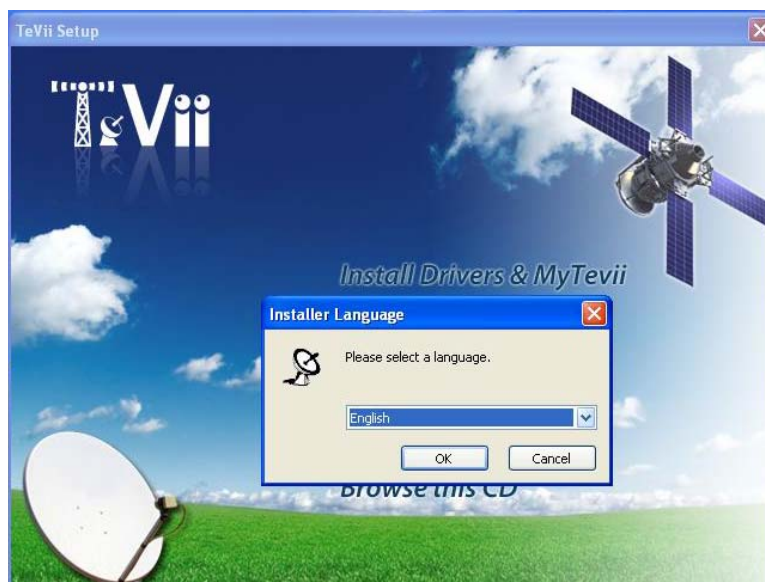 TeVii Setup
TeVii
Install Drivers & MyTevii
Installer Language
Please select a language.
English
OK
Cancel
Browse this CD